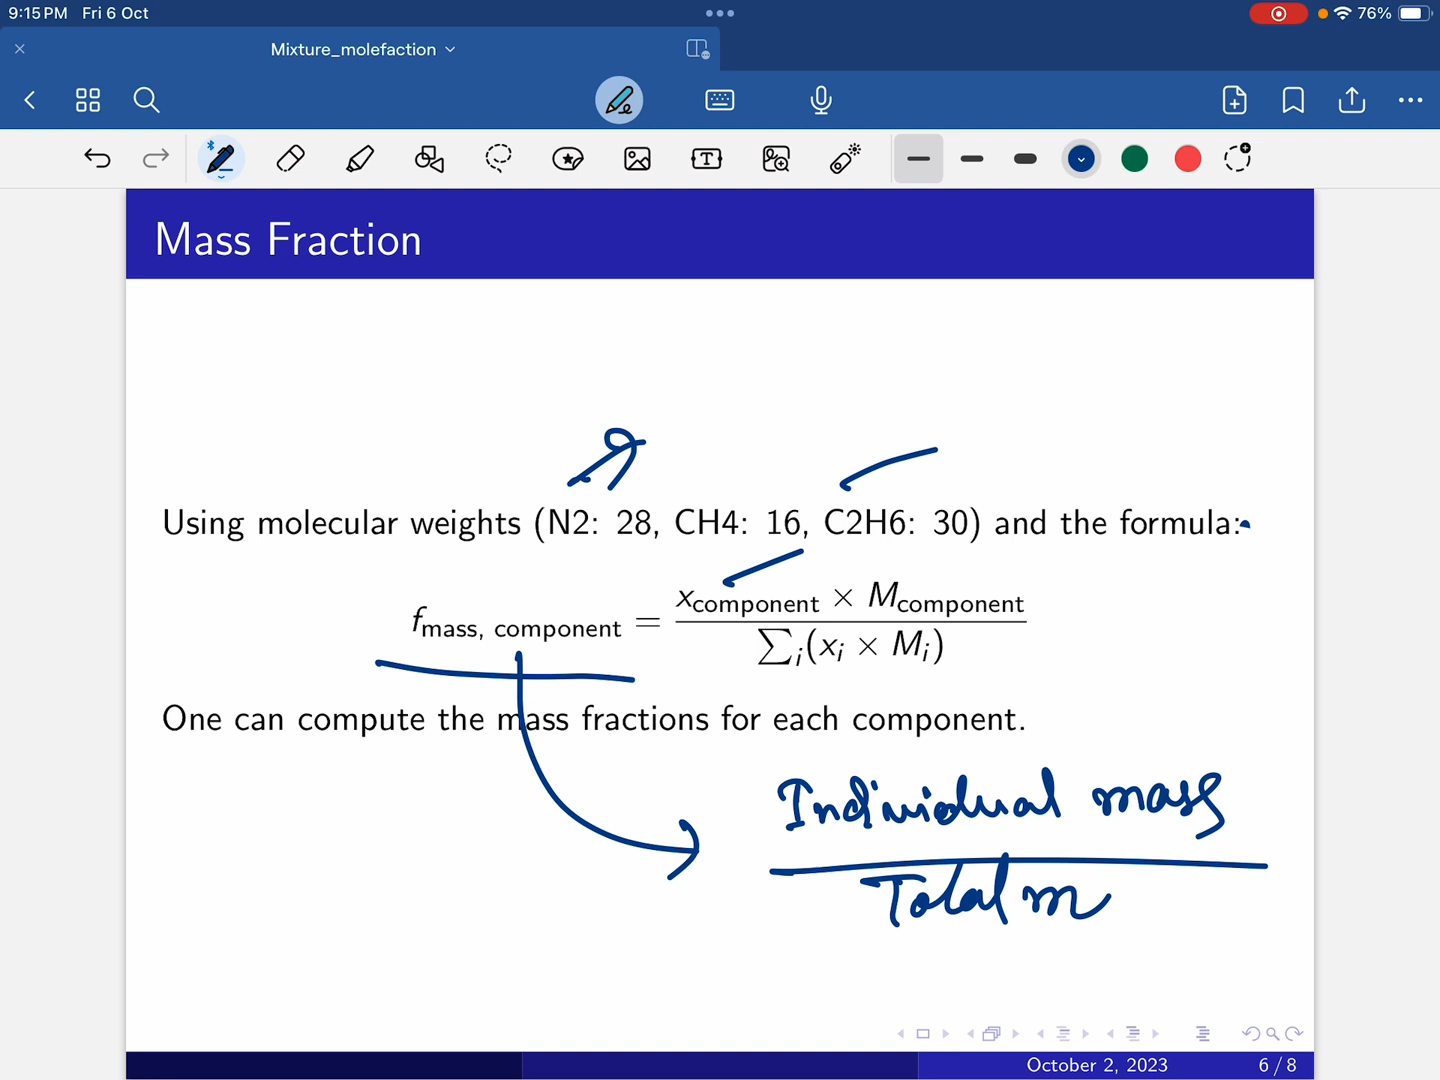 9:15 PM Fri 6 Oct
76%
Mixture_molefaction
Mass Fraction
Using molecular weights (N2: 28, CH4: 16, C2H6: 30) and the formula:
f_mass, component = x_component × M_component / ∑_i(x_i × M_i)
One can compute the mass fractions for each component.
Individual mass
Total m
October 2, 2023 6 / 8